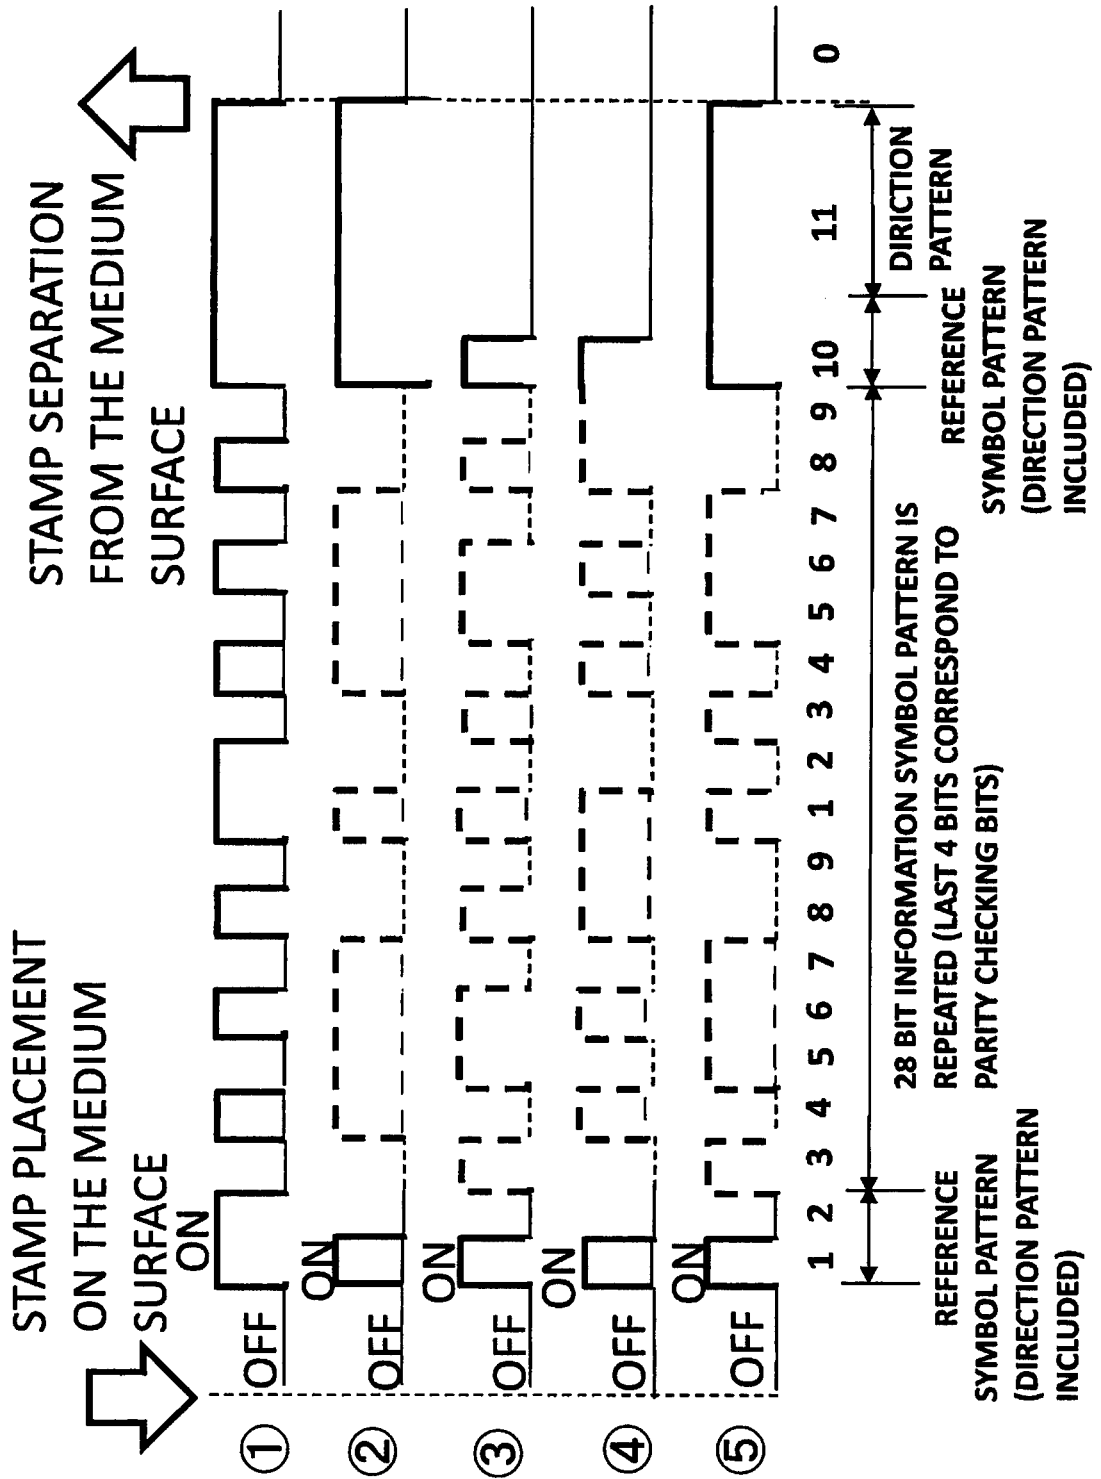 STAMP PLACEMENT
ON THE MEDIUM
SURFACE
STAMP SEPARATION
FROM THE MEDIUM
SURFACE
① OFF ON
② OFF ON
③ OFF ON
④ OFF ON
⑤ OFF ON
1 2 3 4 5 6 7 8 9 1 2 3 4 5 6 7 8 9 10 11 0
REFERENCE
SYMBOL PATTERN
(DIRECTION PATTERN
INCLUDED)
28 BIT INFORMATION SYMBOL PATTERN IS
REPEATED (LAST 4 BITS CORRESPOND TO
PARITY CHECKING BITS)
REFERENCE
SYMBOL PATTERN
(DIRECTION PATTERN
INCLUDED)
DIRICTION
PATTERN